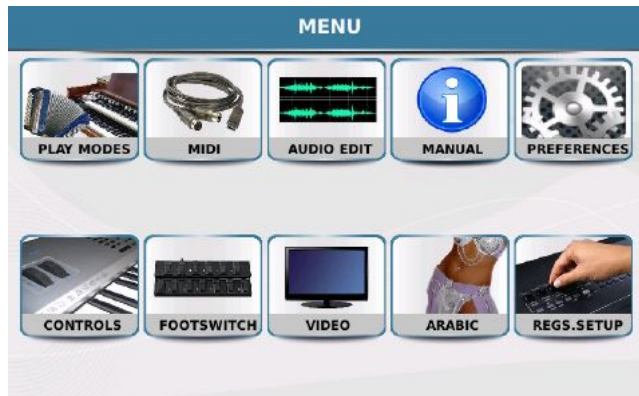 MENU
PLAY MODES
MIDI
AUDIO EDIT
MANUAL
PREFERENCES
CONTROLS
FOOTSWITCH
VIDEO
ARABIC
REGS.SETUP